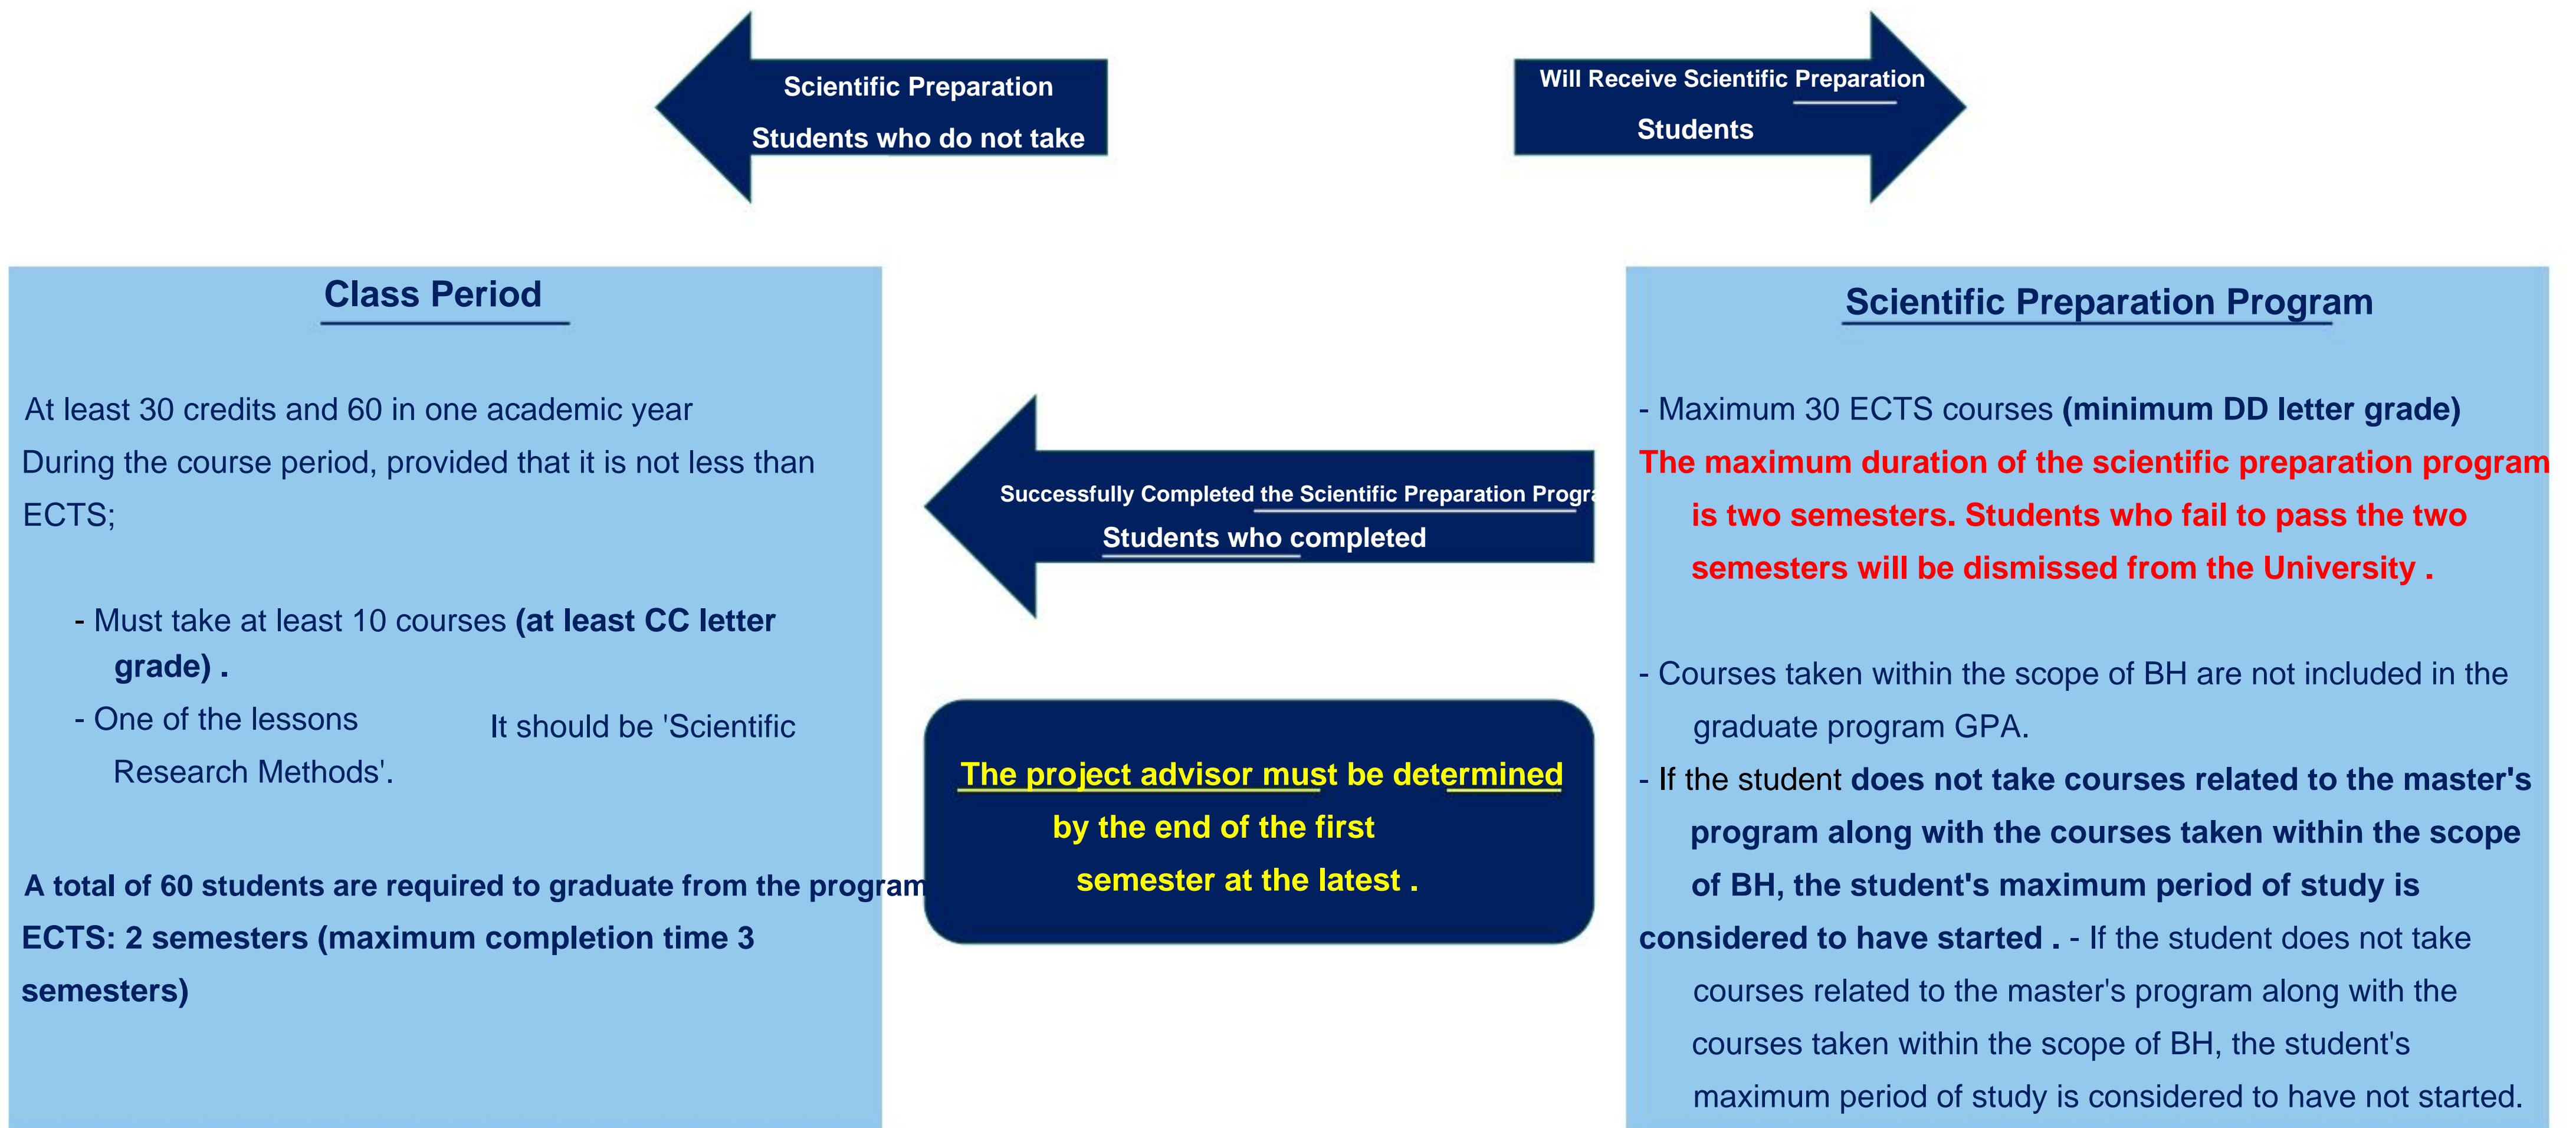 Scientific Preparation
Students who do not take
Will Receive Scientific Preparation
Students
Class Period
At least 30 credits and 60 in one academic year
During the course period, provided that it is not less than
ECTS;
- Must take at least 10 courses (at least CC letter
grade) .
- One of the lessons It should be 'Scientific
Research Methods'.
A total of 60 students are required to graduate from the program
ECTS: 2 semesters (maximum completion time 3
semesters)
Successfully Completed the Scientific Preparation Progra
Students who completed
The project advisor must be determined
by the end of the first
semester at the latest .
Scientific Preparation Program
- Maximum 30 ECTS courses (minimum DD letter grade)
The maximum duration of the scientific preparation program
is two semesters. Students who fail to pass the two
semesters will be dismissed from the University .
- Courses taken within the scope of BH are not included in the
graduate program GPA.
- If the student does not take courses related to the master's
program along with the courses taken within the scope
of BH, the student's maximum period of study is
considered to have started . - If the student does not take
courses related to the master's program along with the
courses taken within the scope of BH, the student's
maximum period of study is considered to have not started.